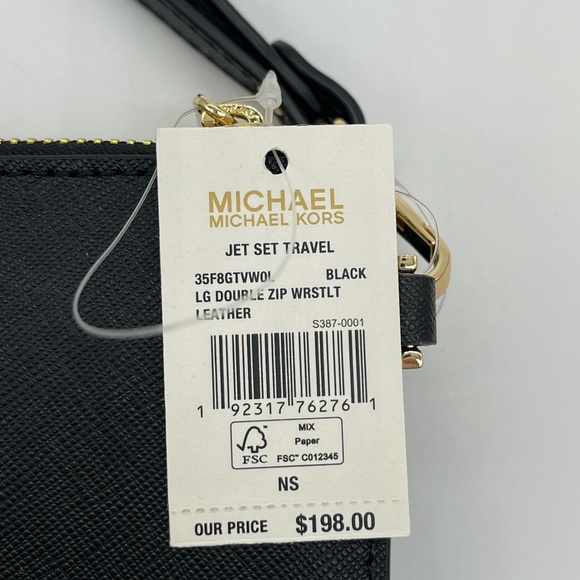 MICHAEL
MICHAEL KORS
JET SET TRAVEL
35F8GTVW0L BLACK
LG DOUBLE ZIP WRSTLT
LEATHER
S387-0001
1 92317 76276 1
FSC
MIX
Paper
FSC™ C012345
NS
OUR PRICE $198.00